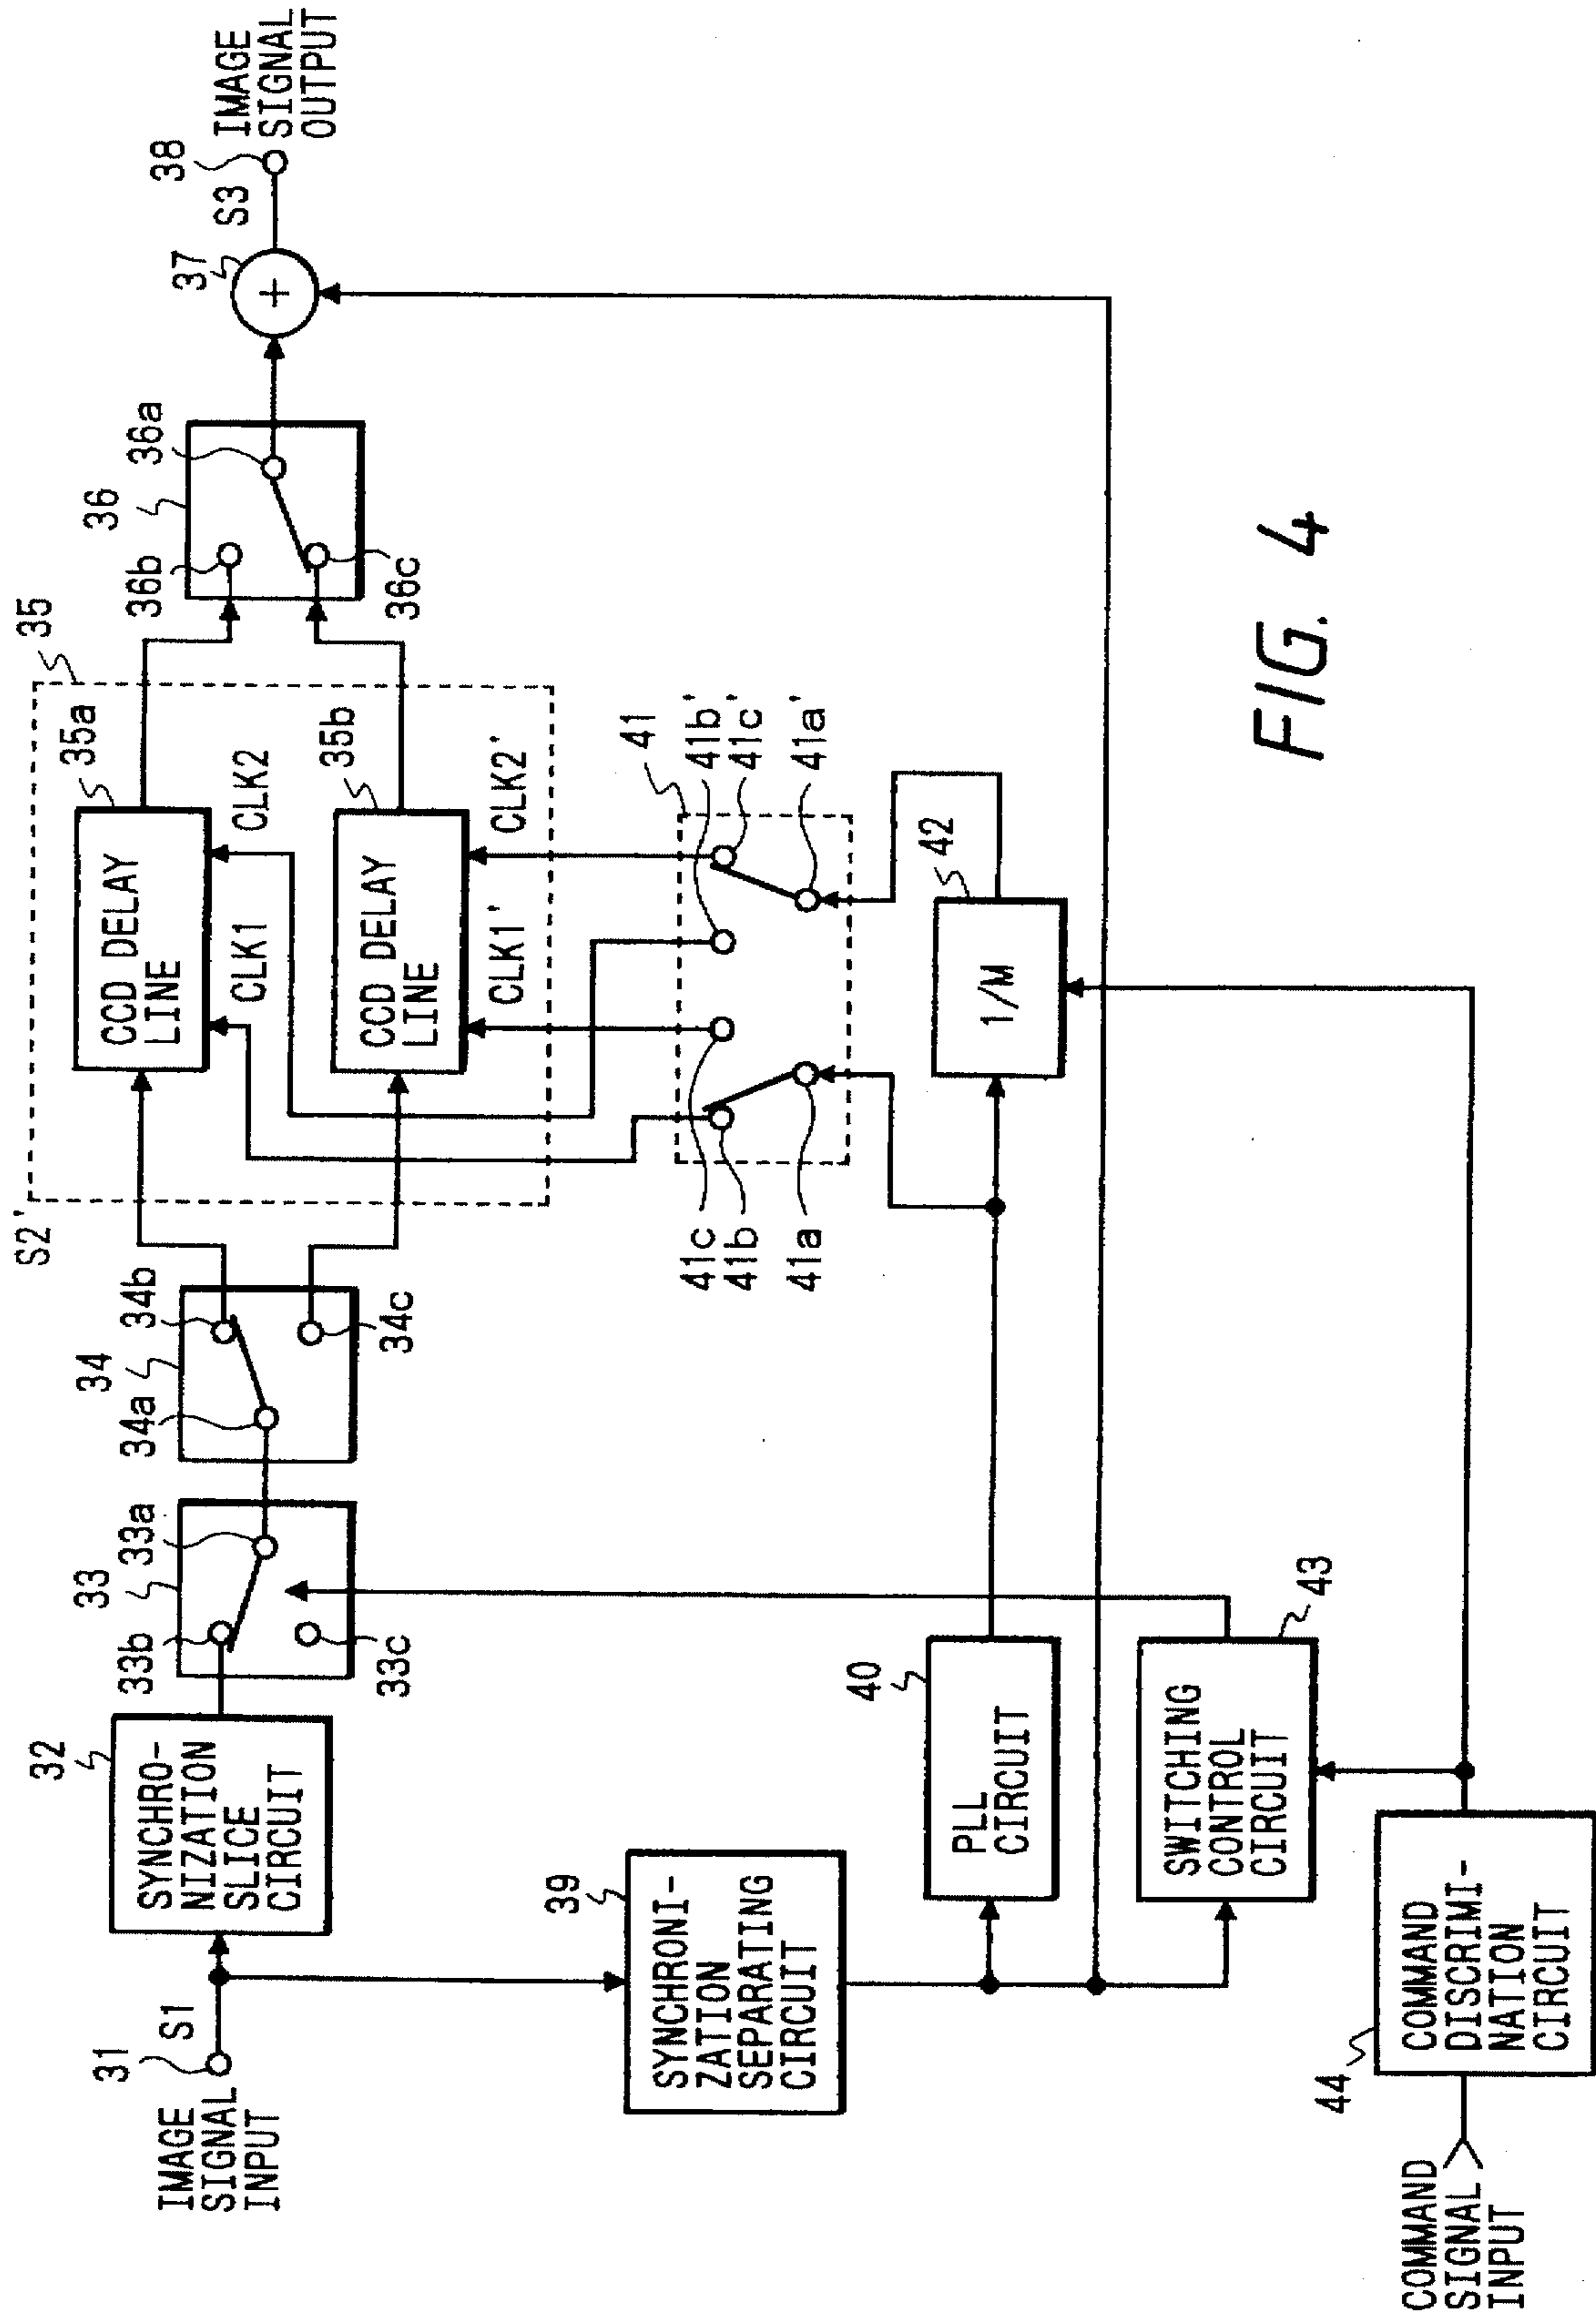 IMAGE
SIGNAL
INPUT
31
S1
SYNCHRO-
NIZATION
SLICE
CIRCUIT
32
33
33a
33b
33c
34
34a
34b
34c
S2'
35
CCD DELAY
LINE
35a
CLK1
CLK2
CCD DELAY
LINE
35b
CLK1'
CLK2'
36
36a
36b
36c
37
+
S3
38
IMAGE
SIGNAL
OUTPUT
SYNCHRONI-
ZATION
SEPARATING
CIRCUIT
39
PLL
CIRCUIT
40
41
41c
41b
41a
41b'
41c'
41a'
1/M
42
SWITCHING
CONTROL
CIRCUIT
43
COMMAND
SIGNAL
INPUT
COMMAND
DISCRIMI-
NATION
CIRCUIT
44
FIG. 4